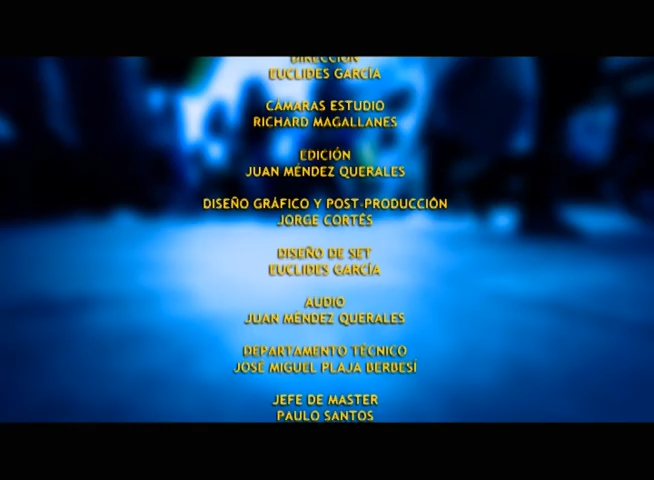 DIRECCIÓN
EUCLIDES GARCÍA
CÁMARAS ESTUDIO
RICHARD MAGALLANES
EDICIÓN
JUAN MÉNDEZ QUERALES
DISEÑO GRÁFICO Y POST-PRODUCCIÓN
JORGE CORTÉS
DISEÑO DE SET
EUCLIDES GARCÍA
AUDIO
JUAN MÉNDEZ QUERALES
DEPARTAMENTO TÉCNICO
JOSÉ MIGUEL PLAJA BERBESÍ
JEFE DE MASTER
PAULO SANTOS